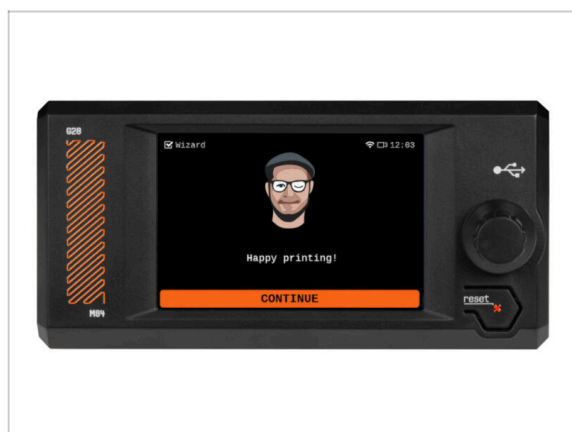 G28
Wizard
12:03
Happy printing!
CONTINUE
reset
M84